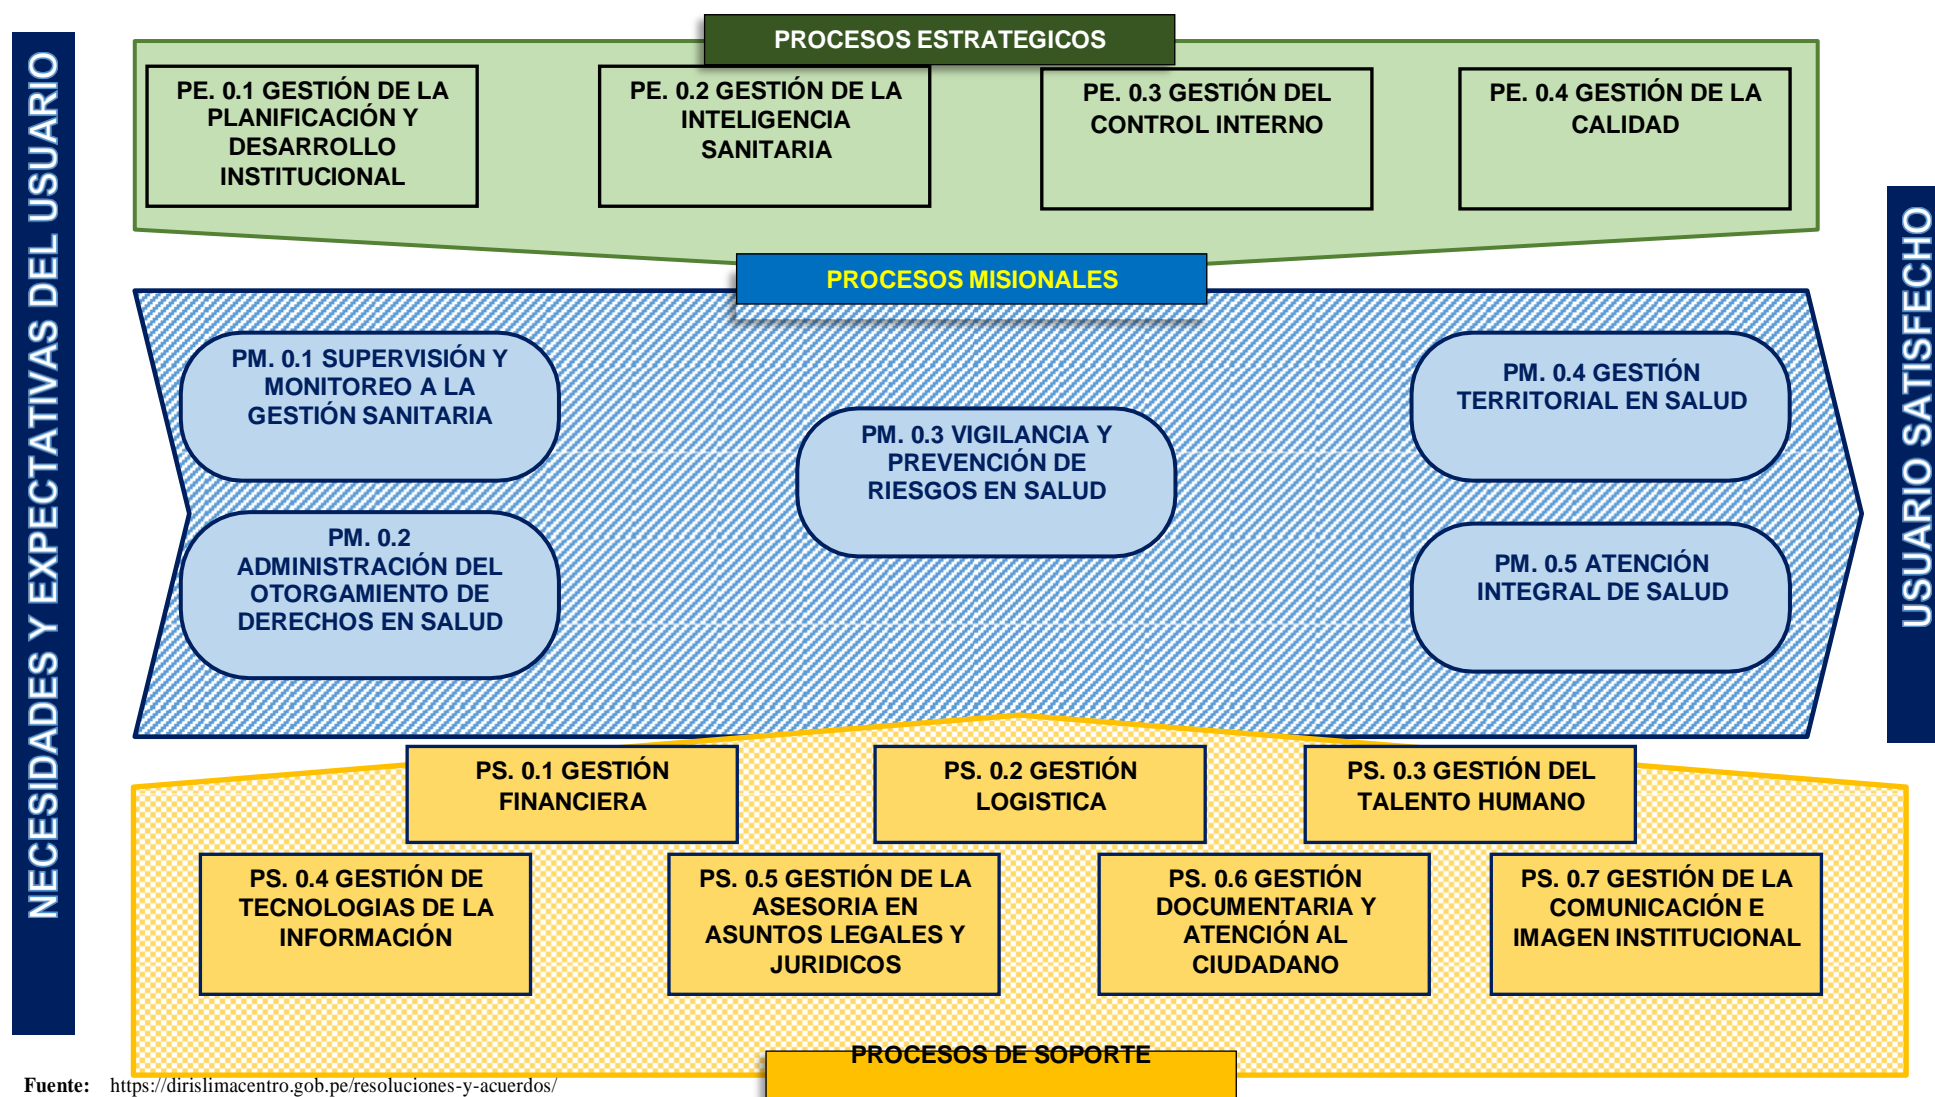 NECESIDADES Y EXPECTATIVAS DEL USUARIO
PROCESOS ESTRATEGICOS
PE. 0.1 GESTIÓN DE LA
PLANIFICACIÓN Y
DESARROLLO
INSTITUCIONAL
PE. 0.2 GESTIÓN DE LA
INTELIGENCIA
SANITARIA
PE. 0.3 GESTIÓN DEL
CONTROL INTERNO
PE. 0.4 GESTIÓN DE LA
CALIDAD
PROCESOS MISIONALES
PM. 0.1 SUPERVISIÓN Y
MONITOREO A LA
GESTIÓN SANITARIA
PM. 0.2
ADMINISTRACIÓN DEL
OTORGAMIENTO DE
DERECHOS EN SALUD
PM. 0.3 VIGILANCIA Y
PREVENCIÓN DE
RIESGOS EN SALUD
PM. 0.4 GESTIÓN
TERRITORIAL EN SALUD
PM. 0.5 ATENCIÓN
INTEGRAL DE SALUD
USUARIO SATISFECHO
PS. 0.1 GESTIÓN
FINANCIERA
PS. 0.2 GESTIÓN
LOGISTICA
PS. 0.3 GESTIÓN DEL
TALENTO HUMANO
PS. 0.4 GESTIÓN DE
TECNOLOGIAS DE LA
INFORMACIÓN
PS. 0.5 GESTIÓN DE LA
ASESORIA EN
ASUNTOS LEGALES Y
JURIDICOS
PS. 0.6 GESTIÓN
DOCUMENTARIA Y
ATENCIÓN AL
CIUDADANO
PS. 0.7 GESTIÓN DE LA
COMUNICACIÓN E
IMAGEN INSTITUCIONAL
PROCESOS DE SOPORTE
Fuente: https://dirislimacentro.gob.pe/resoluciones-y-acuerdos/